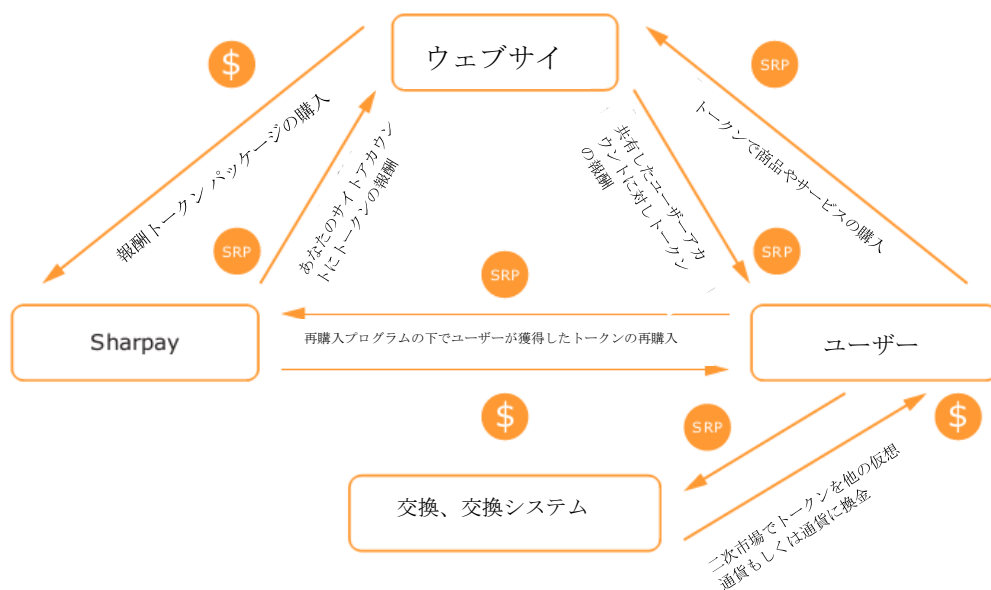 ウェブサイ
$
SRP
報酬トークン パッケージの購入
あなたのサイトアカウン
トにトークンの報酬
共有したユーザーアカ
ウントに対しトークン
の報酬
トークンで商品やサービスの購入
SRP
SRP
SRP
Sharpay
再購入プログラムの下でユーザーが獲得したトークンの再購入
ユーザー
$
SRP
$
交換、交換システム
二次市場でトークンを他の仮想
通貨もしくは通貨に換金